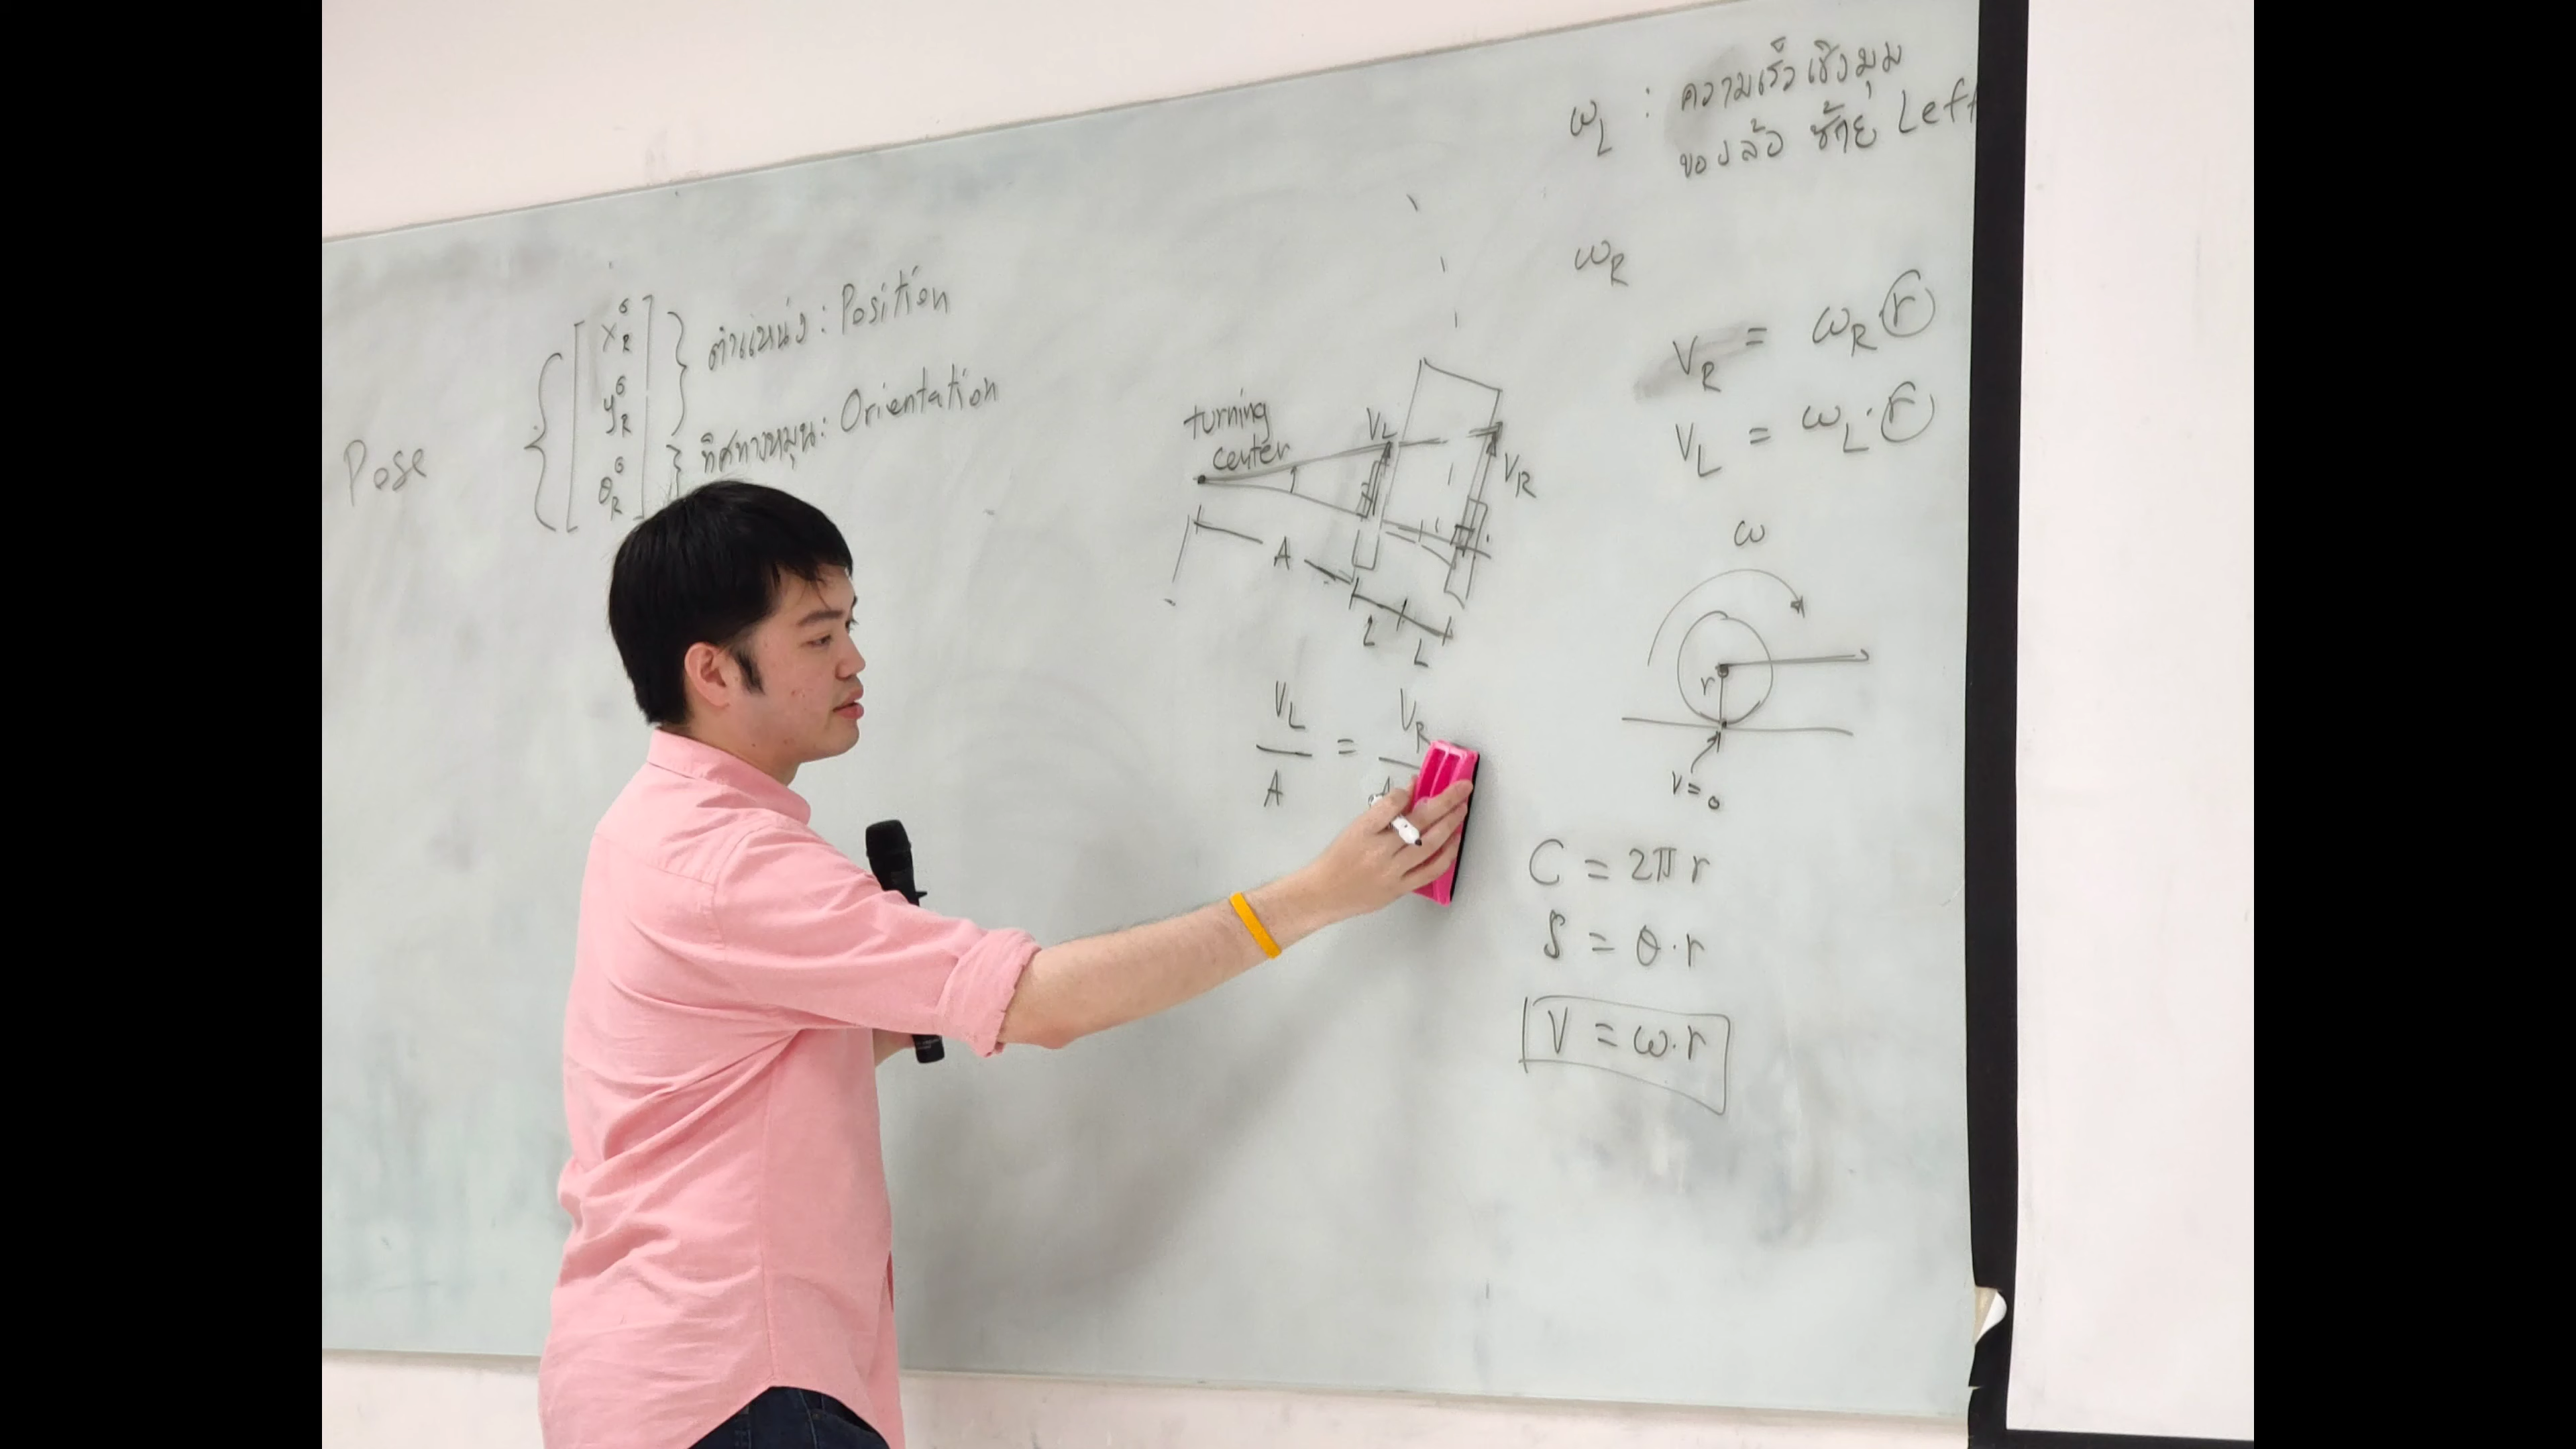 Pose
X_R^G
y_R^G
θ_R^G
ตำแหน่ง : Position
ทิศทางหมุน : Orientation
turning
center
V_L
V_R
A
L
L
V_L / A = V_R
ω_L : ความเร็วเชิงมุม
ของล้อ ซ้าย Left
ω_R
V_R = ω_R r
V_L = ω_L · r
ω
r
v = 0
C = 2π r
S = θ · r
V = ω · r